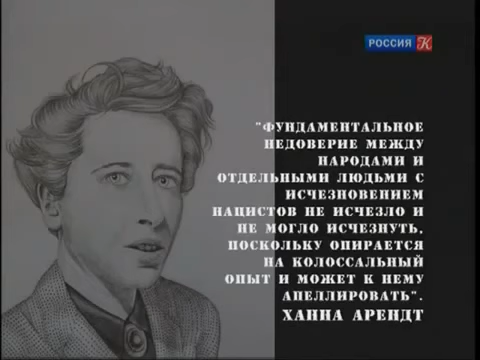 РОССИЯ К
"ФУНДАМЕНТАЛЬНОЕ
НЕДОВЕРИЕ МЕЖДУ
НАРОДАМИ И
ОТДЕЛЬНЫМИ ЛЮДЬМИ С
ИСЧЕЗНОВЕНИЕМ
НАЦИСТОВ НЕ ИСЧЕЗЛО И
НЕ МОГЛО ИСЧЕЗНУТЬ,
ПОСКОЛЬКУ ОПИРАЕТСЯ
НА КОЛОССАЛЬНЫЙ
ОПЫТ И МОЖЕТ К НЕМУ
АПЕЛЛИРОВАТЬ".
ХАННА АРЕНДТ